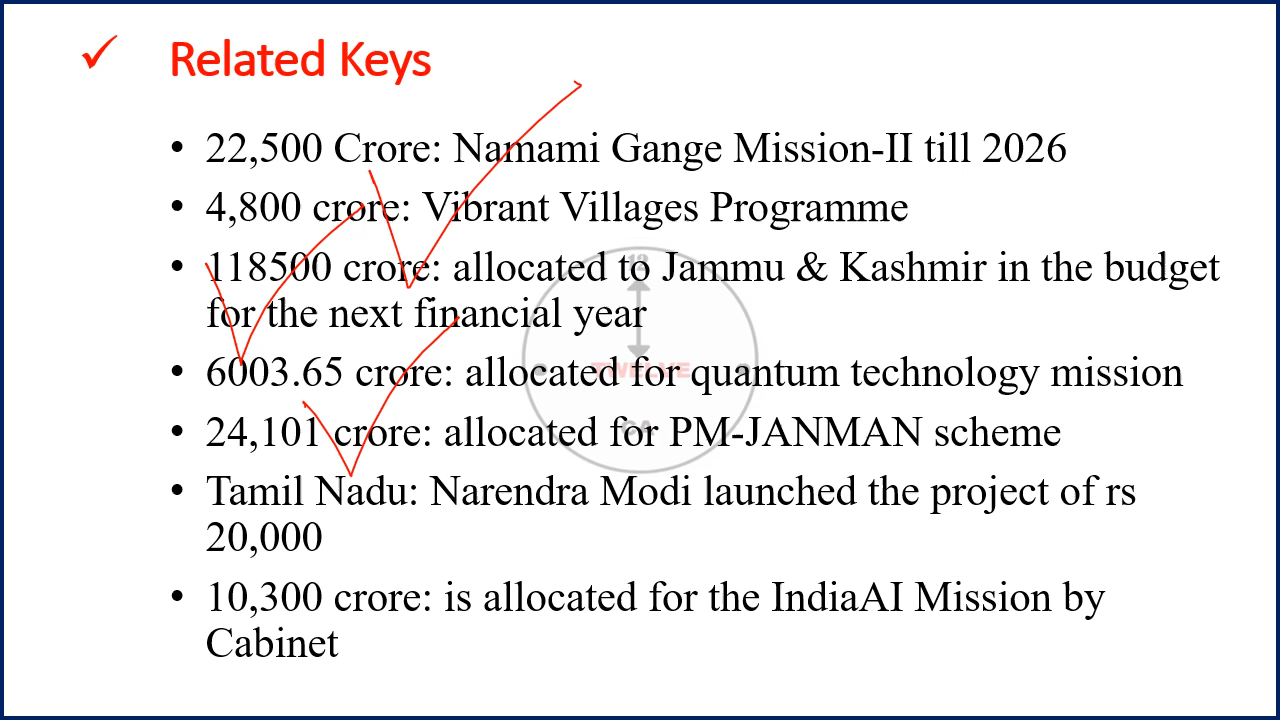 Related Keys
• 22,500 Crore: Namami Gange Mission-II till 2026
• 4,800 crore: Vibrant Villages Programme
• 118500 crore: allocated to Jammu & Kashmir in the budget
for the next financial year
• 6003.65 crore: allocated for quantum technology mission
• 24,101 crore: allocated for PM-JANMAN scheme
• Tamil Nadu: Narendra Modi launched the project of rs
20,000
• 10,300 crore: is allocated for the IndiaAI Mission by
Cabinet
12
TWELVE
CA